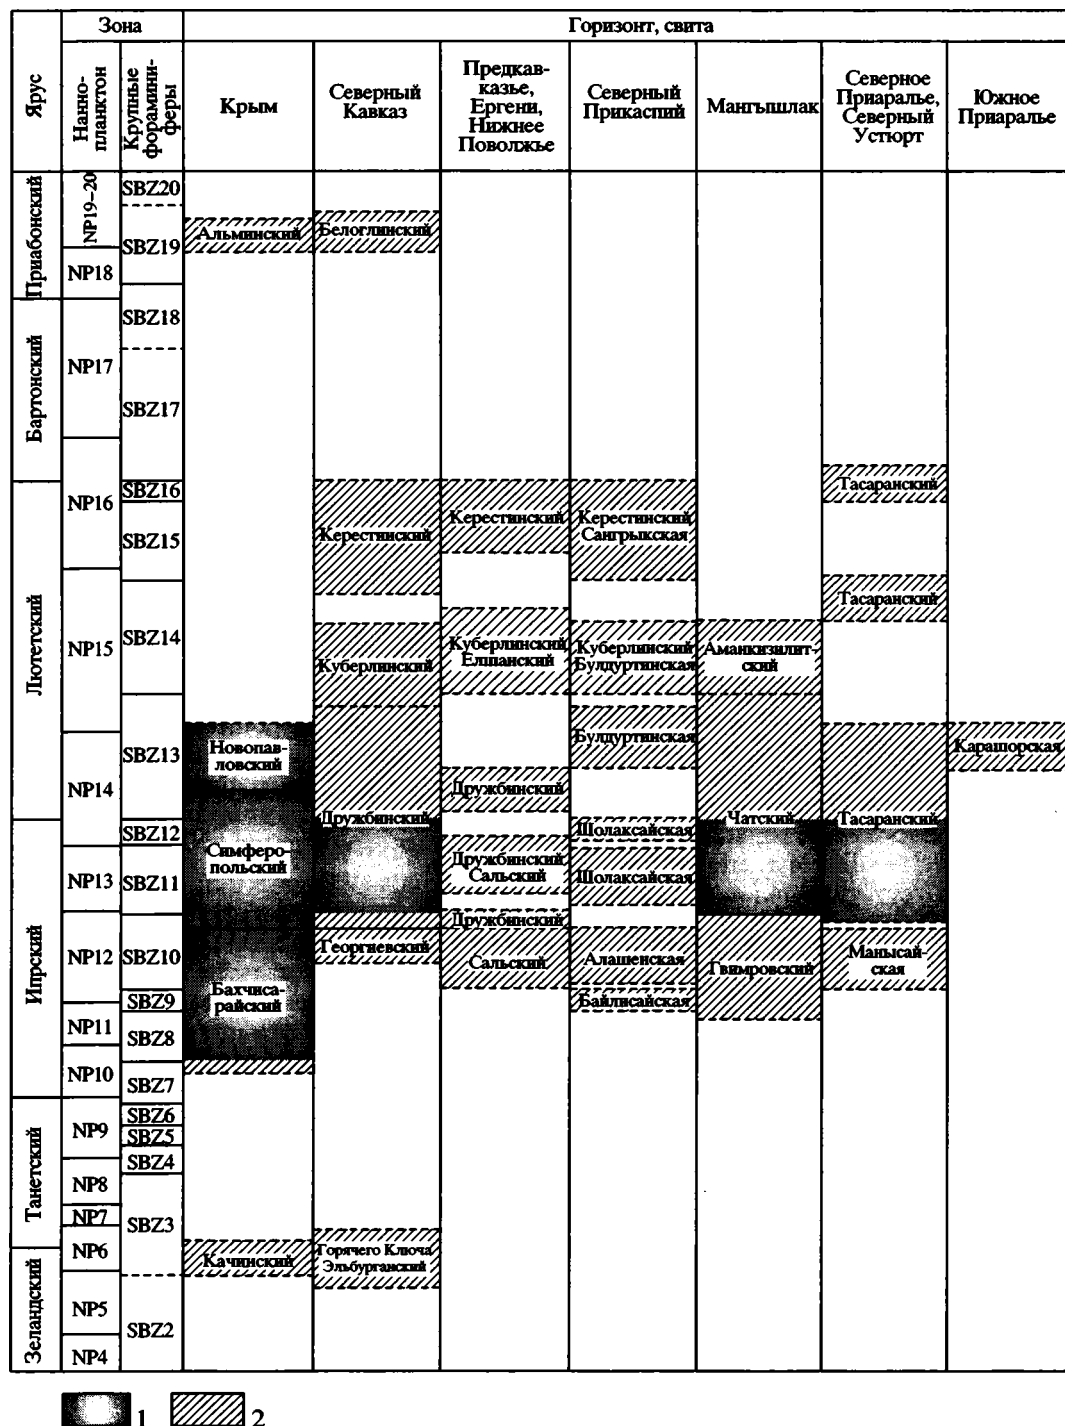 Зона
Горизонт, свита
Ярус
Нанно-
планктон
Крупные
форамини-
феры
Крым
Северный
Кавказ
Предкав-
казье,
Ергени,
Нижнее
Поволжье
Северный
Прикаспий
Мангышлак
Северное
Приаралье,
Северный
Устюрт
Южное
Приаралье
Приабонский
Бартонский
Лютетский
Ипрский
Танетский
Зеландский
NP19–20
NP18
NP17
NP16
NP15
NP14
NP13
NP12
NP11
NP10
NP9
NP8
NP7
NP6
NP5
NP4
SBZ20
SBZ19
SBZ18
SBZ17
SBZ16
SBZ15
SBZ14
SBZ13
SBZ12
SBZ11
SBZ10
SBZ9
SBZ8
SBZ7
SBZ6
SBZ5
SBZ4
SBZ3
SBZ2
Альминский
Новопав-
ловский
Симферо-
польский
Бахчиса-
райский
Качинский
Белоглинский
Керестинский
Куберлинский
Дружбинский
Георгиевский
Горячего Ключа
Эльбурганский
Керестинский
Куберлинский
Елшанский
Дружбинский
Дружбинский
Сальский
Дружбинский
Сальский
Керестинский
Сангрыкская
Куберлинский
Булдуртинская
Булдуртинская
Шолаксайская
Шолаксайская
Алашенская
Байлисайская
Аманкизилит-
ский
Чатский
Гвимровский
Тасаранский
Тасаранский
Тасаранский
Манысай-
ская
Карашорская
1
2